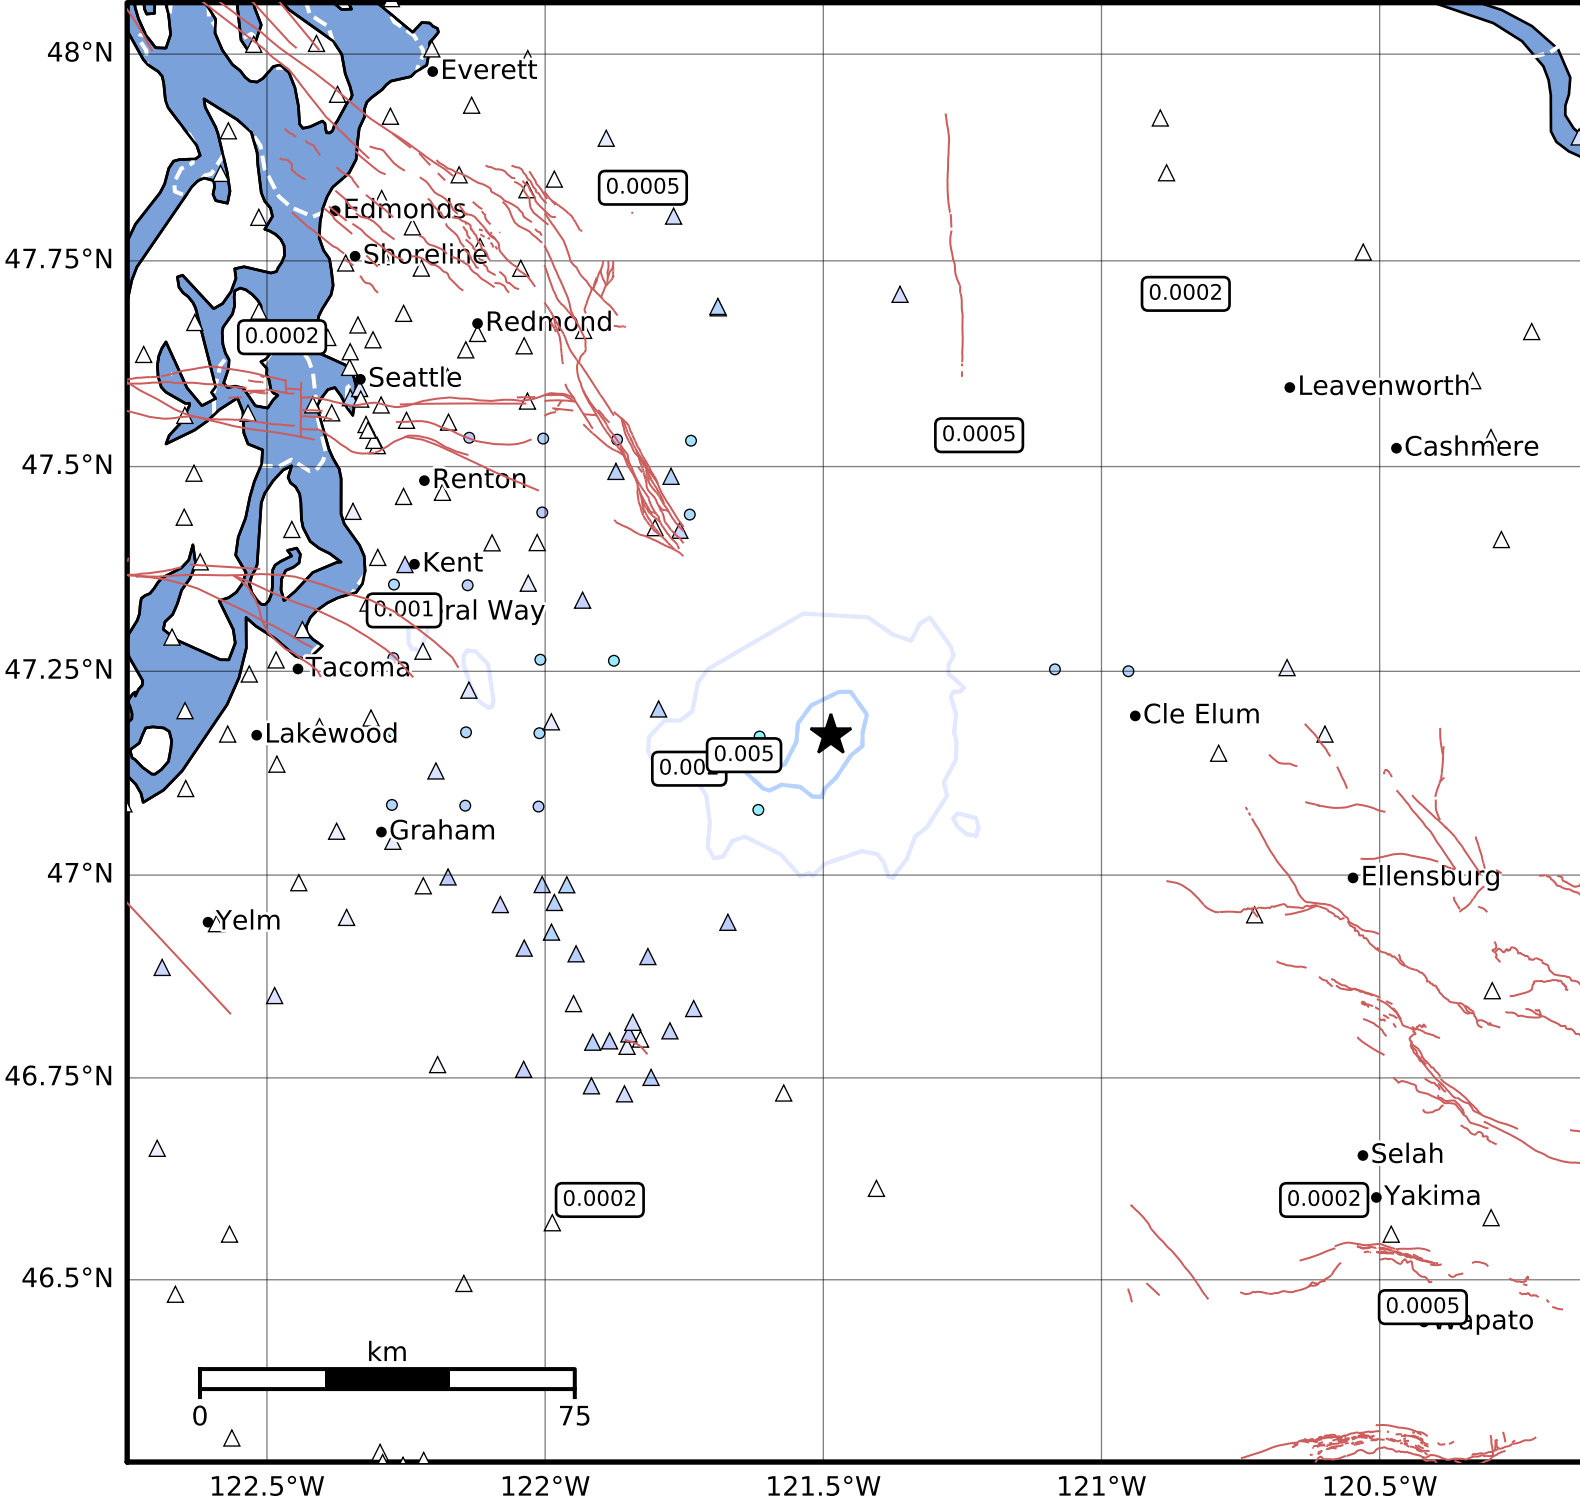 48°N
Everett
0.0005
Edmonds
Shoreline
47.75°N
0.0002
Redmond
0.0002
Seattle
Leavenworth
0.0005
Cashmere
47.5°N
Renton
Kent
0.001
ral Way
47.25°N
Tacoma
Cle Elum
Lakewood
0.005
0.002
Graham
47°N
Ellensburg
Yelm
46.75°N
Selah
0.0002
0.0002
Yakima
46.5°N
0.0005
Wapato
km
0
75
122.5°W
122°W
121.5°W
121°W
120.5°W